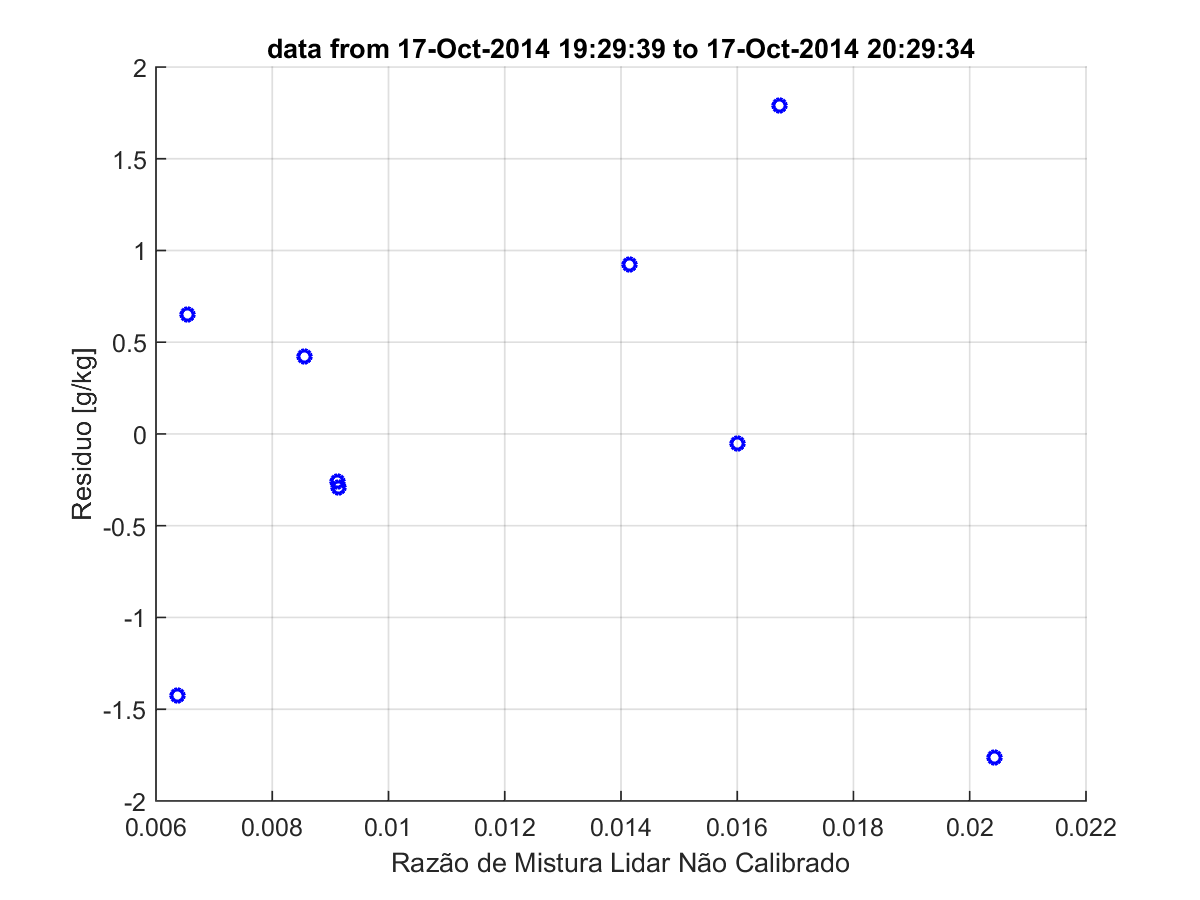 data from 17-Oct-2014 19:29:39 to 17-Oct-2014 20:29:34
2
1.5
1
0.5
0
-0.5
-1
-1.5
-2
Residuo [g/kg]
0.006 0.008 0.01 0.012 0.014 0.016 0.018 0.02 0.022
Razão de Mistura Lidar Não Calibrado